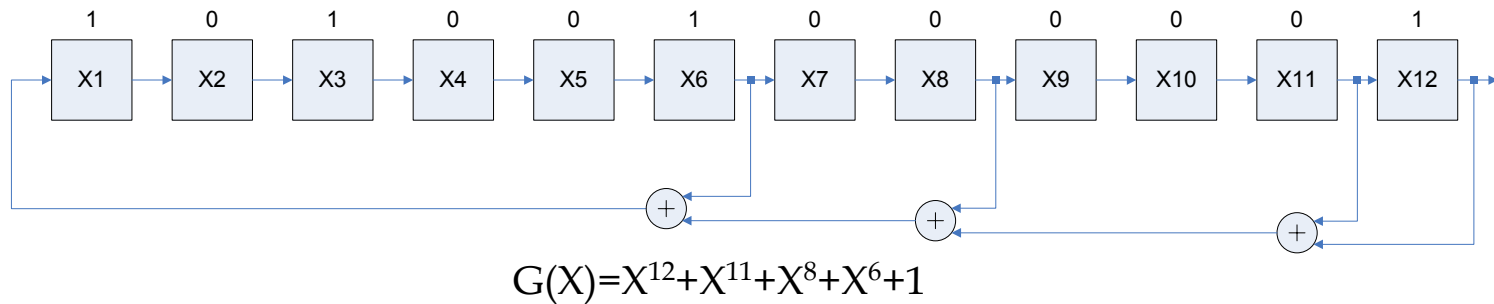 1 0 1 0 0 1 0 0 0 0 0 1
X1 X2 X3 X4 X5 X6 X7 X8 X9 X10 X11 X12
+ + +
G(X)=X¹²+X¹¹+X⁸+X⁶+1